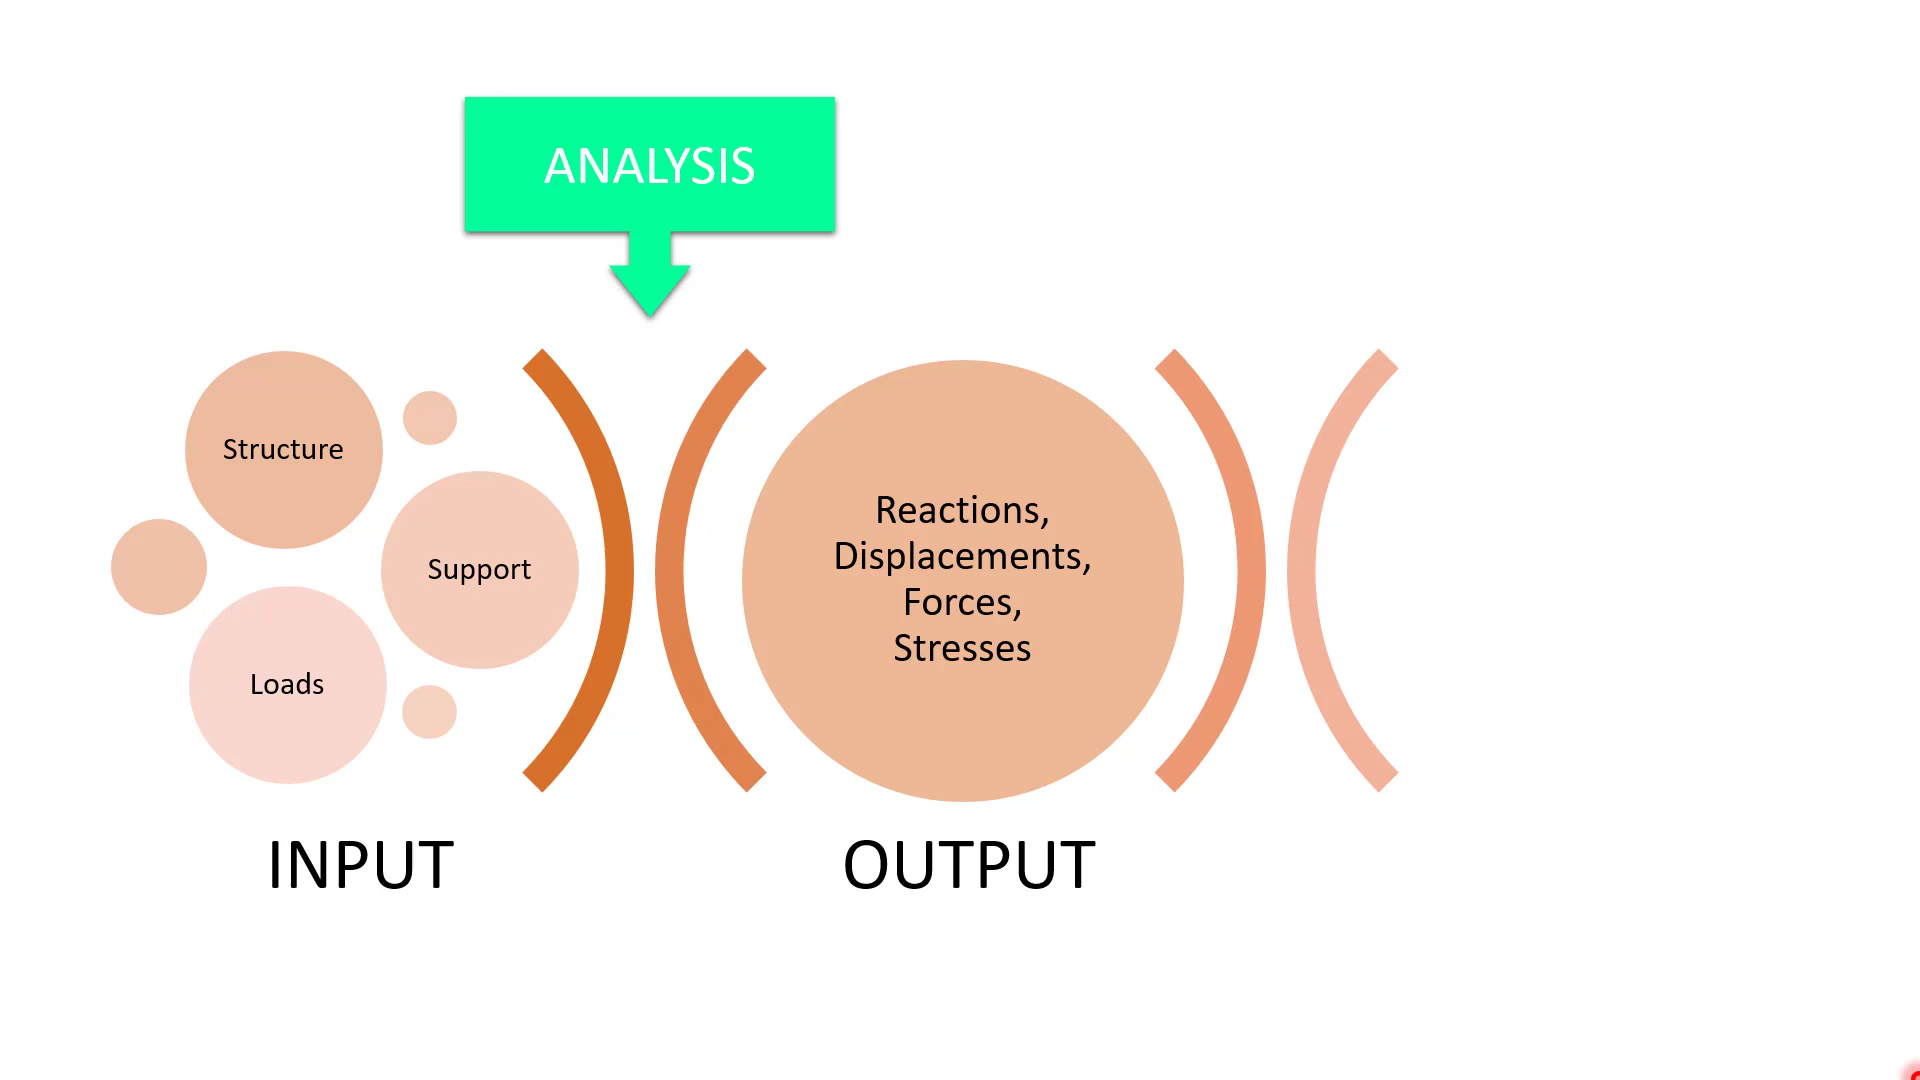 ANALYSIS
Structure
Support
Loads
Reactions,
Displacements,
Forces,
Stresses
INPUT
OUTPUT